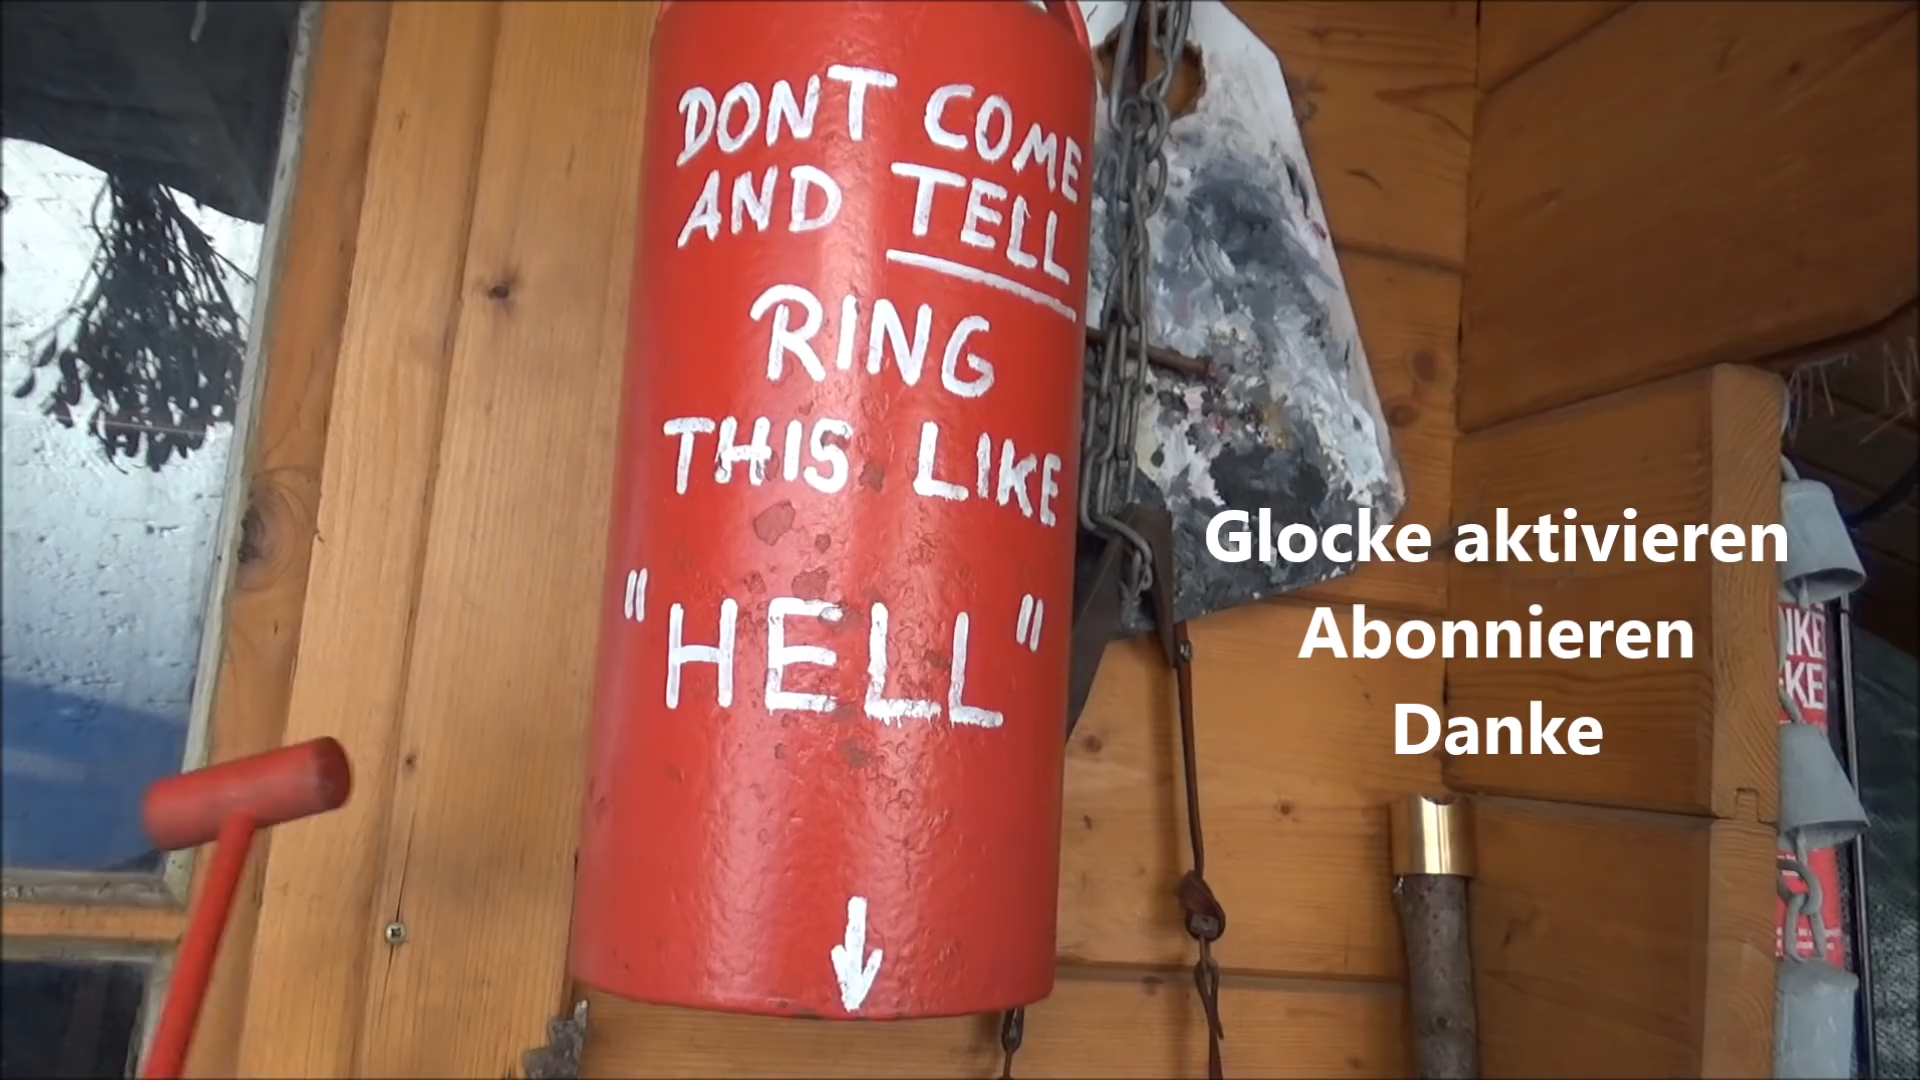 DONT COME
AND TELL
RING
THIS LIKE
"HELL"
Glocke aktivieren
Abonnieren
Danke